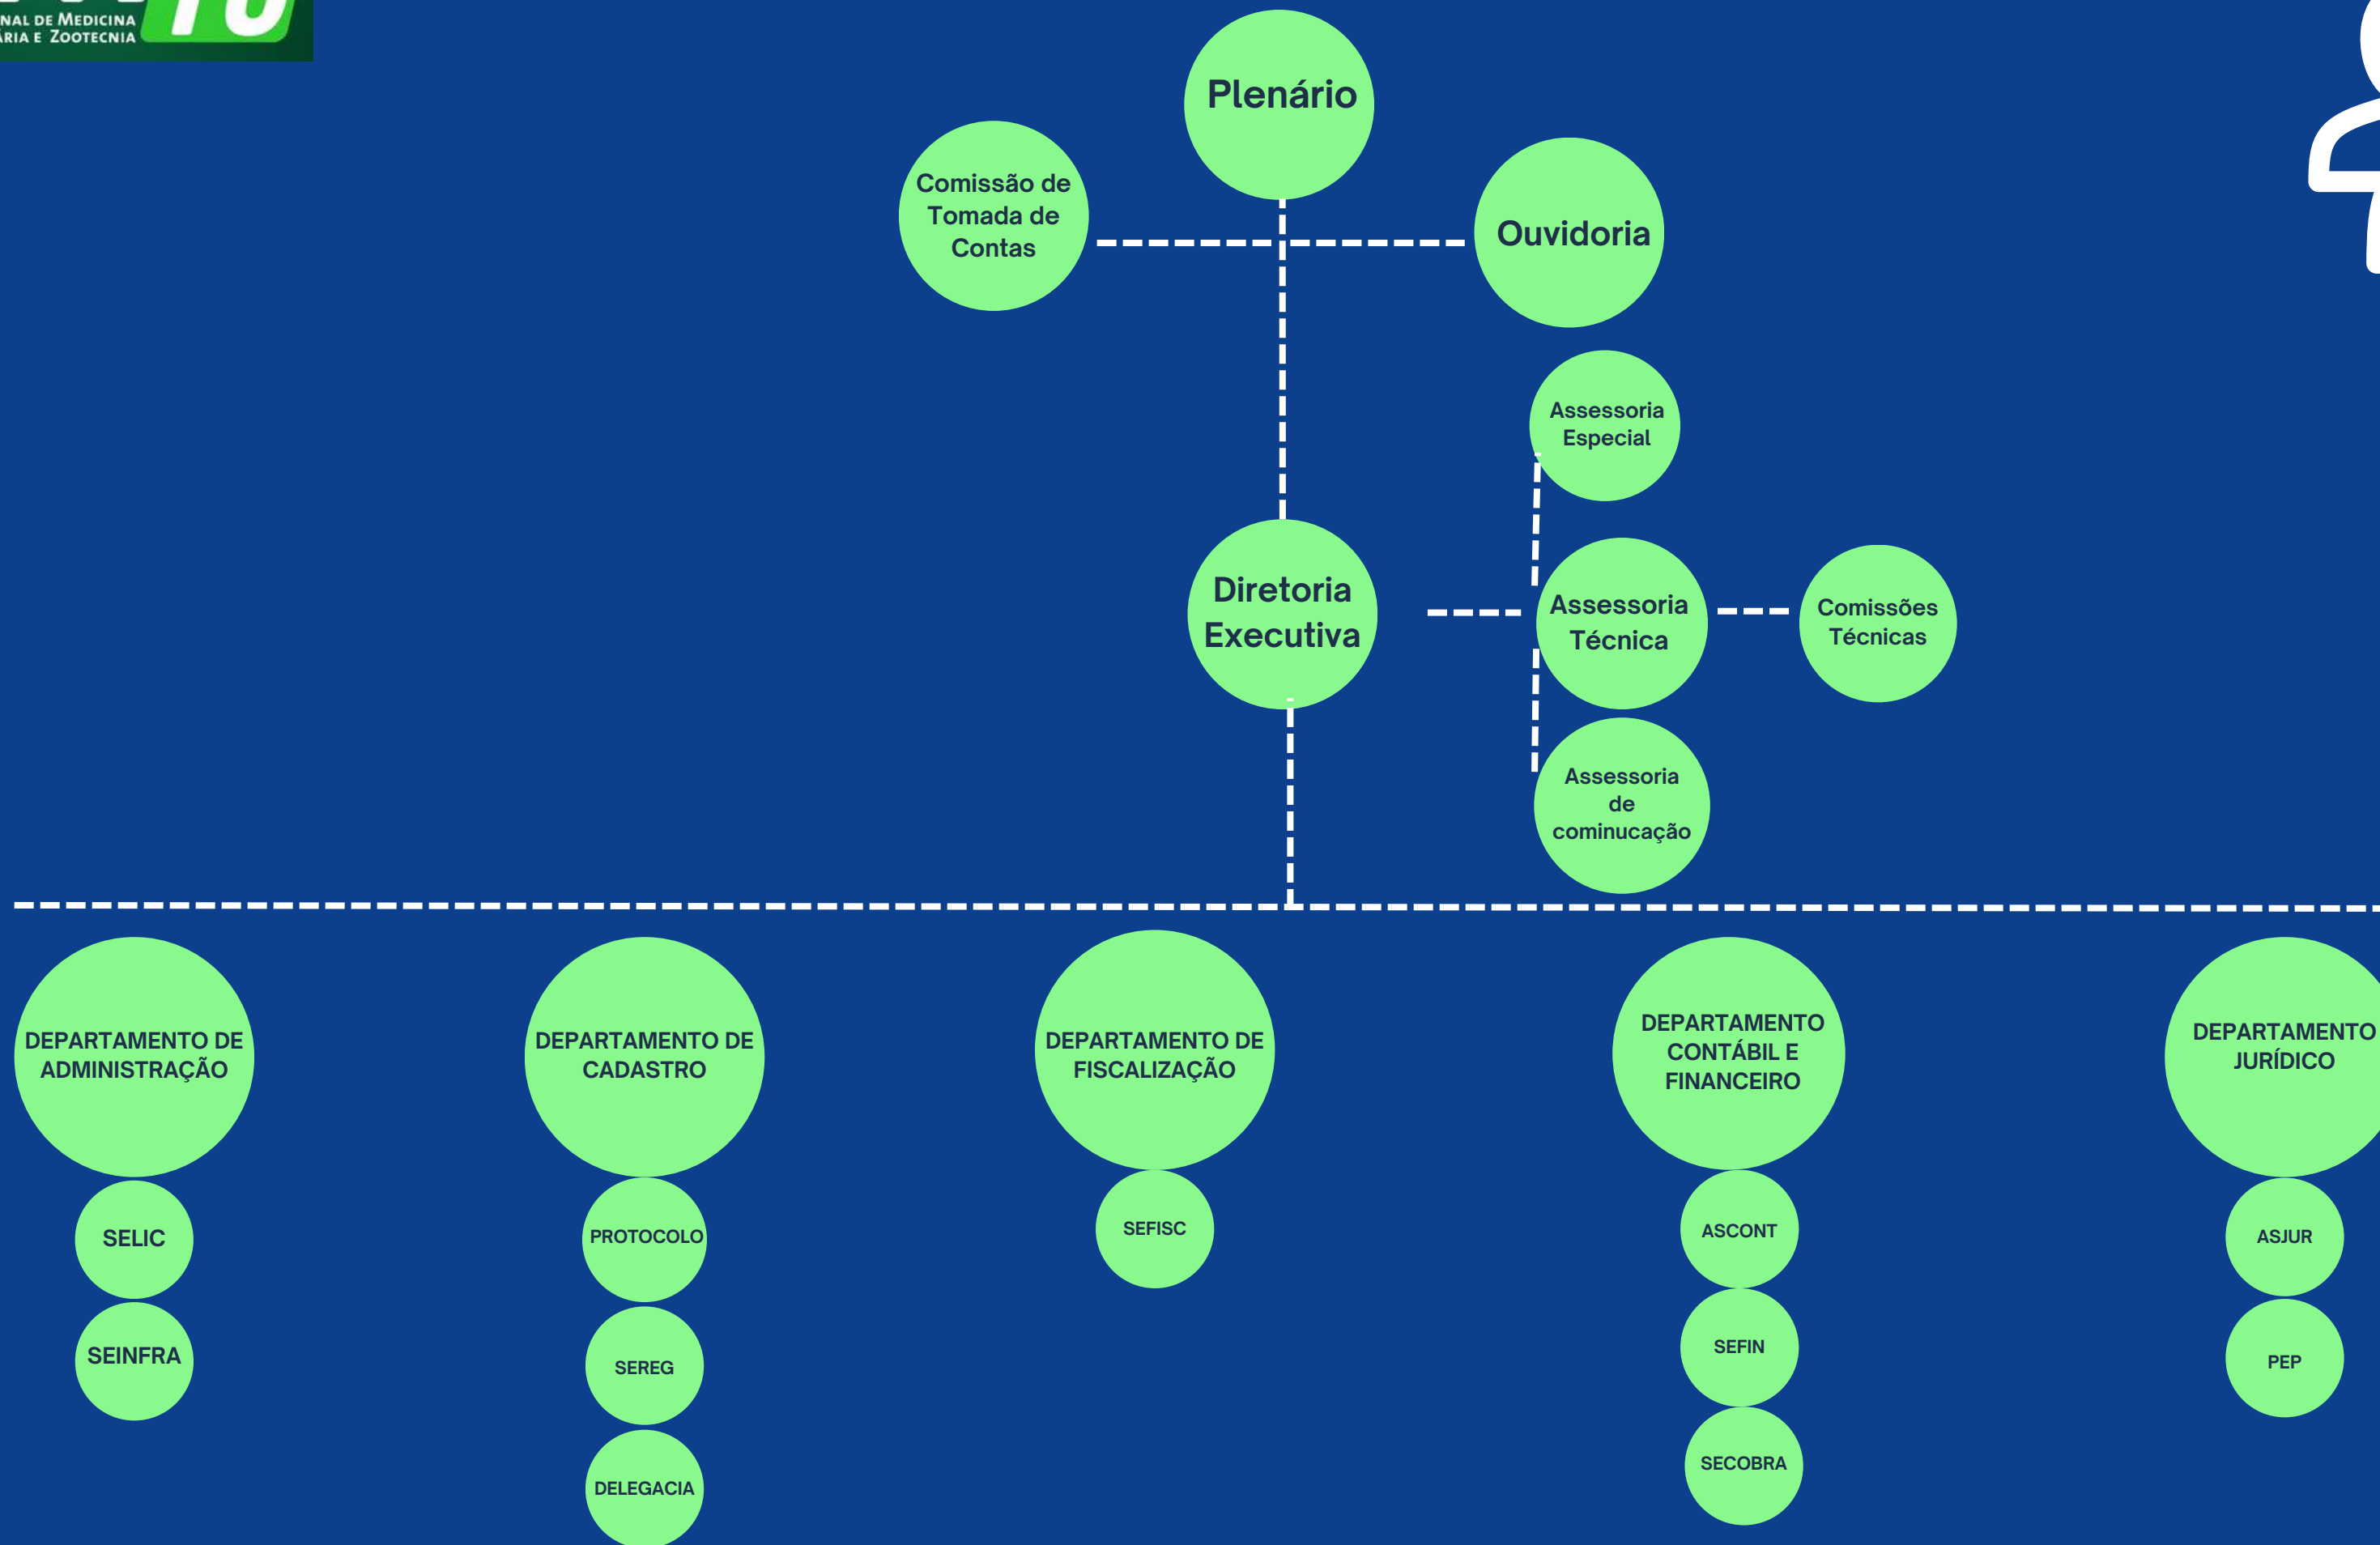 NAL DE MEDICINA
ÁRIA E ZOOTECNIA
TO
Plenário
Comissão de
Tomada de
Contas
Ouvidoria
Assessoria
Especial
Diretoria
Executiva
Assessoria
Técnica
Comissões
Técnicas
Assessoria
de
cominucação
DEPARTAMENTO DE
ADMINISTRAÇÃO
SELIC
SEINFRA
DEPARTAMENTO DE
CADASTRO
PROTOCOLO
SEREG
DELEGACIA
DEPARTAMENTO DE
FISCALIZAÇÃO
SEFISC
DEPARTAMENTO
CONTÁBIL E
FINANCEIRO
ASCONT
SEFIN
SECOBRA
DEPARTAMENTO
JURÍDICO
ASJUR
PEP